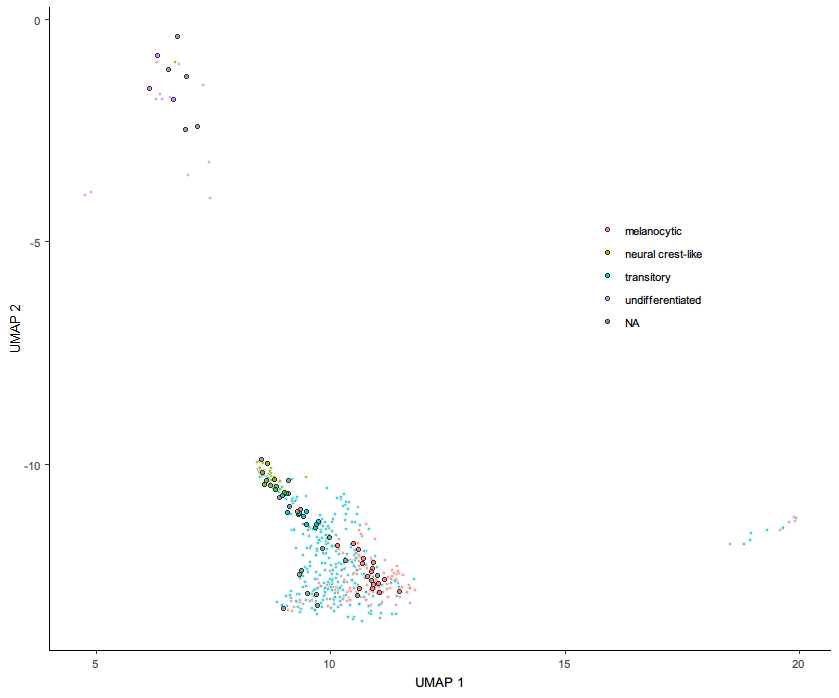 0
-5
-10
UMAP 2
melanocytic
neural crest-like
transitory
undifferentiated
NA
5 10 15 20
UMAP 1